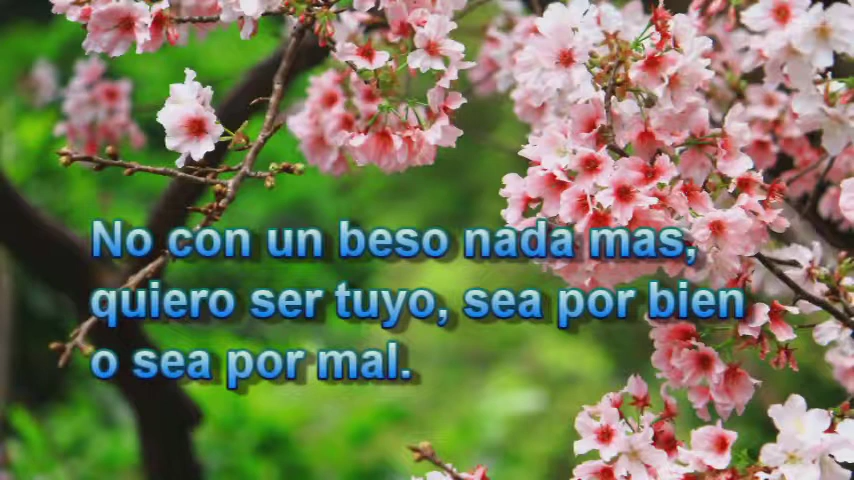 No con un beso nada mas,
quiero ser tuyo, sea por bien
o sea por mal.